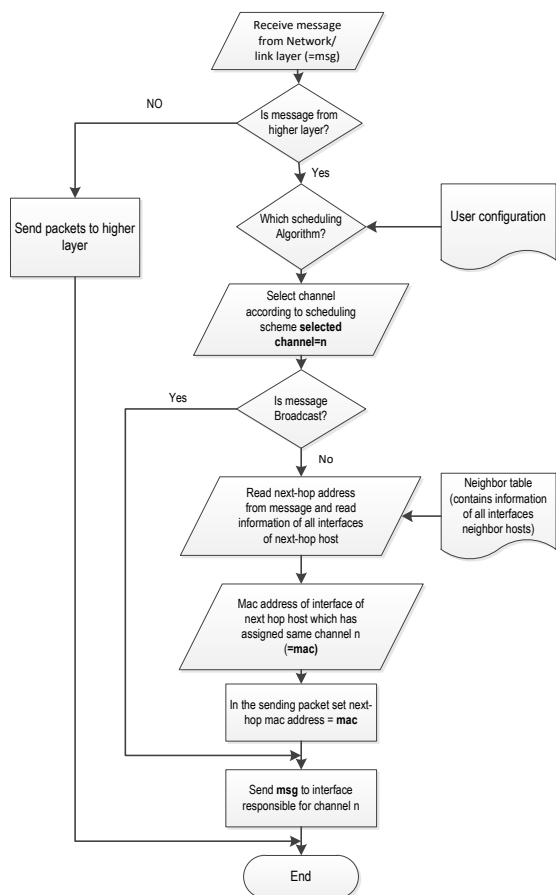 Receive message
from Network/
link layer (=msg)
NO
Is message from
higher layer?
Yes
Send packets to higher
layer
Which scheduling
Algorithm?
User configuration
Select channel
according to scheduling
scheme selected
channel=n
Yes
Is message
Broadcast?
No
Read next-hop address
from message and read
information of all interfaces
of next-hop host
Neighbor table
(contains information
of all interfaces
neighbor hosts)
Mac address of interface of
next hop host which has
assigned same channel n
(=mac)
In the sending packet set next-
hop mac address = mac
Send msg to interface
responsible for channel n
End